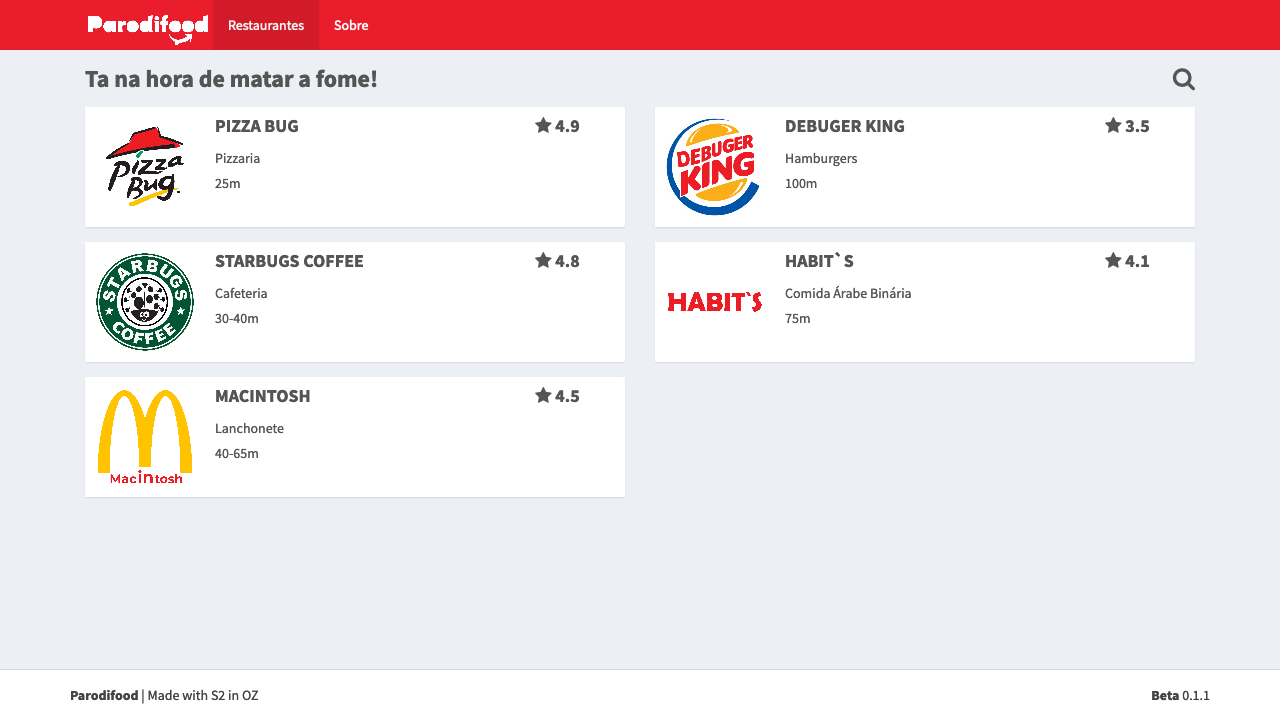 Parodifood Restaurantes Sobre
Ta na hora de matar a fome!
Pizza Bug.
PIZZA BUG 4.9
Pizzaria
25m
DEBUGER KING
DEBUGER KING 3.5
Hamburgers
100m
STARBUGS COFFEE
STARBUGS COFFEE 4.8
Cafeteria
30-40m
HABIT`S
HABIT`S 4.1
Comida Árabe Binária
75m
Macintosh
MACINTOSH 4.5
Lanchonete
40-65m
Parodifood | Made with S2 in OZ
Beta 0.1.1